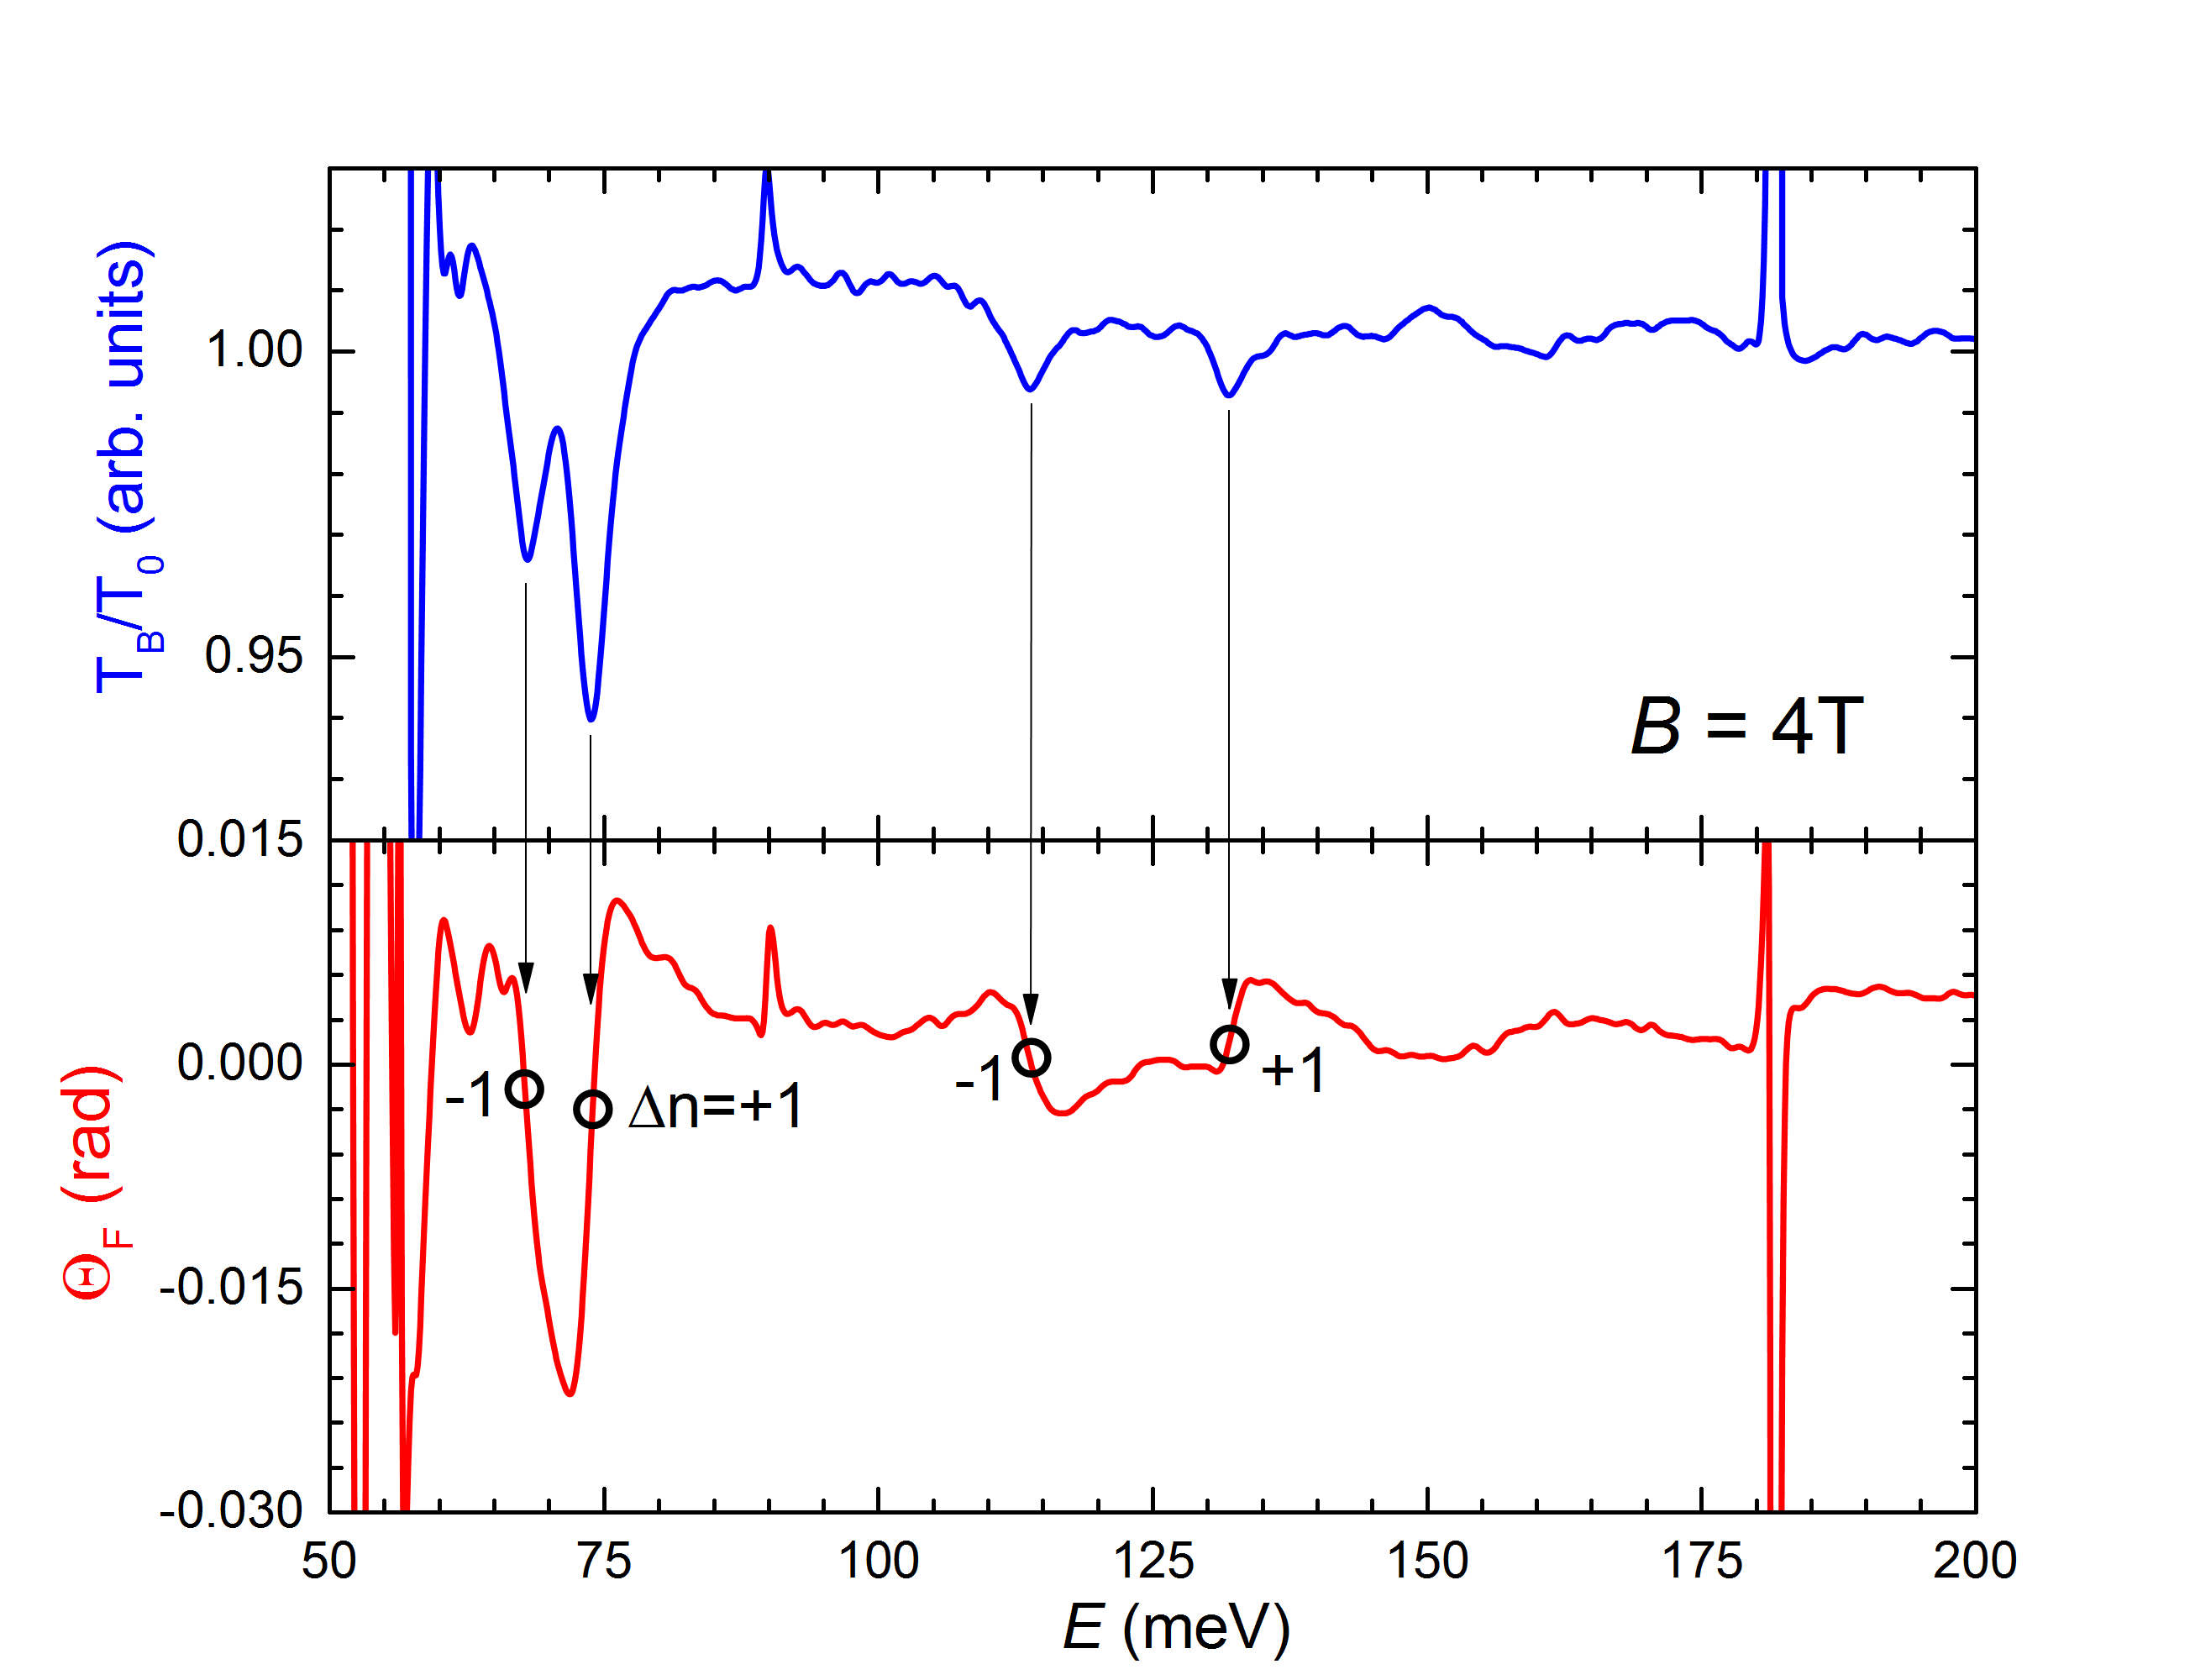 T_B/T_0 (arb. units)
1.00
0.95
B = 4T
0.015
0.000
-0.015
-0.030
Θ_F (rad)
-1
Δn=+1
-1
+1
50 75 100 125 150 175 200
E (meV)